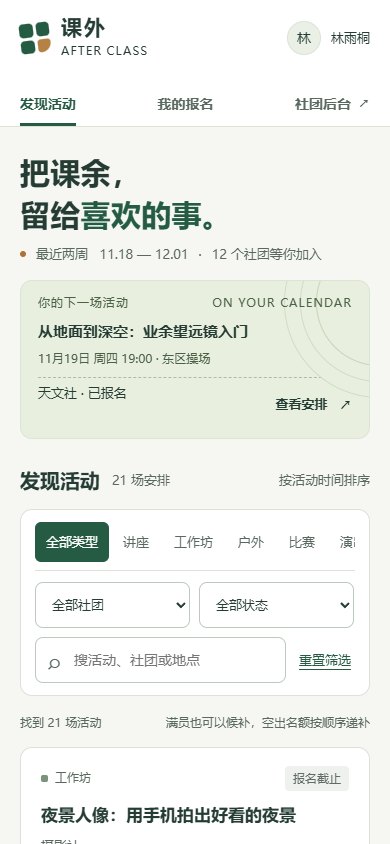 课外
AFTER CLASS
林 林雨桐
发现活动 我的报名 社团后台 ↗
把课余，
留给喜欢的事。
最近两周 11.18 — 12.01 · 12 个社团等你加入
你的下一场活动 ON YOUR CALENDAR
从地面到深空：业余望远镜入门
11月19日 周四 19:00 · 东区操场
天文社 · 已报名
查看安排 ↗
发现活动 21 场安排 按活动时间排序
全部类型 讲座 工作坊 户外 比赛
全部社团 全部状态
搜活动、社团或地点 重置筛选
找到 21 场活动 满员也可以候补，空出名额按顺序递补
工作坊 报名截止
夜景人像：用手机拍出好看的夜景